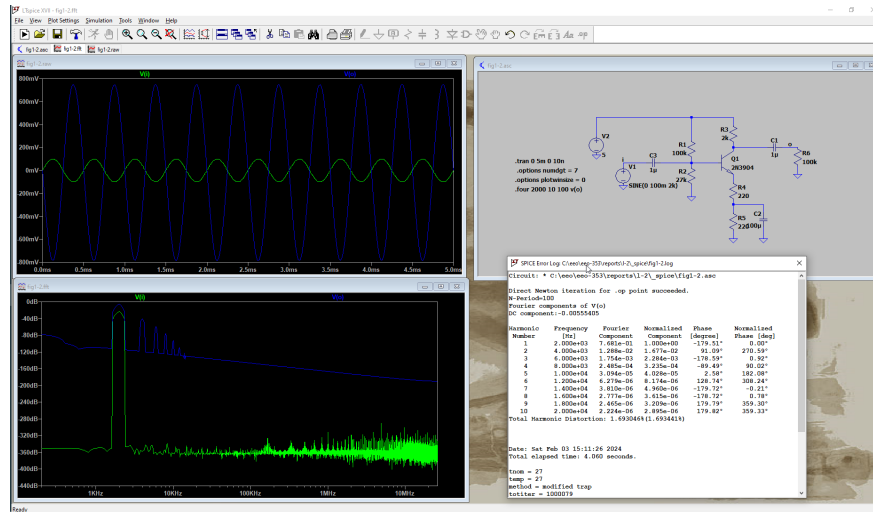 LTspice XVII - fig1-2.fft
File View Plot Settings Simulation Tools Window Help
fig1-2.asc fig1-2.fft fig1-2.raw
fig1-2.raw
V(i) V(o)
800mV
600mV
400mV
200mV
0mV
-200mV
-400mV
-600mV
-800mV
0.0ms 0.5ms 1.0ms 1.5ms 2.0ms 2.5ms 3.0ms 3.5ms 4.0ms 4.5ms 5.0ms
fig1-2.asc
V2
5
R1
100k
R3
2k
C1
1µ
o
R6
100k
C3
1µ
i
V1
SINE(0 100m 2k)
R2
27k
Q1
2N3904
R4
220
R5
220
C2
100µ
.tran 0 5m 0 10n
.options numdgt = 7
.options plotwinsize = 0
.four 2000 10 100 v(o)
fig1-2.fft
V(i) V(o)
0dB
-40dB
-80dB
-120dB
-160dB
-200dB
-240dB
-280dB
-320dB
-360dB
-400dB
-440dB
1KHz 10KHz 100KHz 1MHz 10MHz
SPICE Error Log: C:\eeo\eeo-353\reports\l-2\_spice\fig1-2.log
Circuit: * C:\eeo\eeo-353\reports\l-2\_spice\fig1-2.asc
Direct Newton iteration for .op point succeeded.
N-Period=100
Fourier components of V(o)
DC component:-0.00555405
Harmonic Frequency Fourier Normalized Phase Normalized
Number [Hz] Component Component [degree] Phase [deg]
1 2.000e+03 7.681e-01 1.000e+00 -179.51° 0.00°
2 4.000e+03 1.288e-02 1.677e-02 91.09° 270.59°
3 6.000e+03 1.754e-03 2.284e-03 -178.59° 0.92°
4 8.000e+03 2.485e-04 3.235e-04 -89.49° 90.02°
5 1.000e+04 3.094e-05 4.028e-05 2.58° 182.08°
6 1.200e+04 6.279e-06 8.174e-06 128.74° 308.24°
7 1.400e+04 3.810e-06 4.960e-06 -179.72° -0.21°
8 1.600e+04 2.777e-06 3.615e-06 -178.72° 0.78°
9 1.800e+04 2.465e-06 3.209e-06 179.79° 359.30°
10 2.000e+04 2.224e-06 2.895e-06 179.82° 359.33°
Total Harmonic Distortion: 1.693046%(1.693441%)
Date: Sat Feb 03 15:11:26 2024
Total elapsed time: 4.060 seconds.
tnom = 27
temp = 27
method = modified trap
totiter = 1000079
Ready